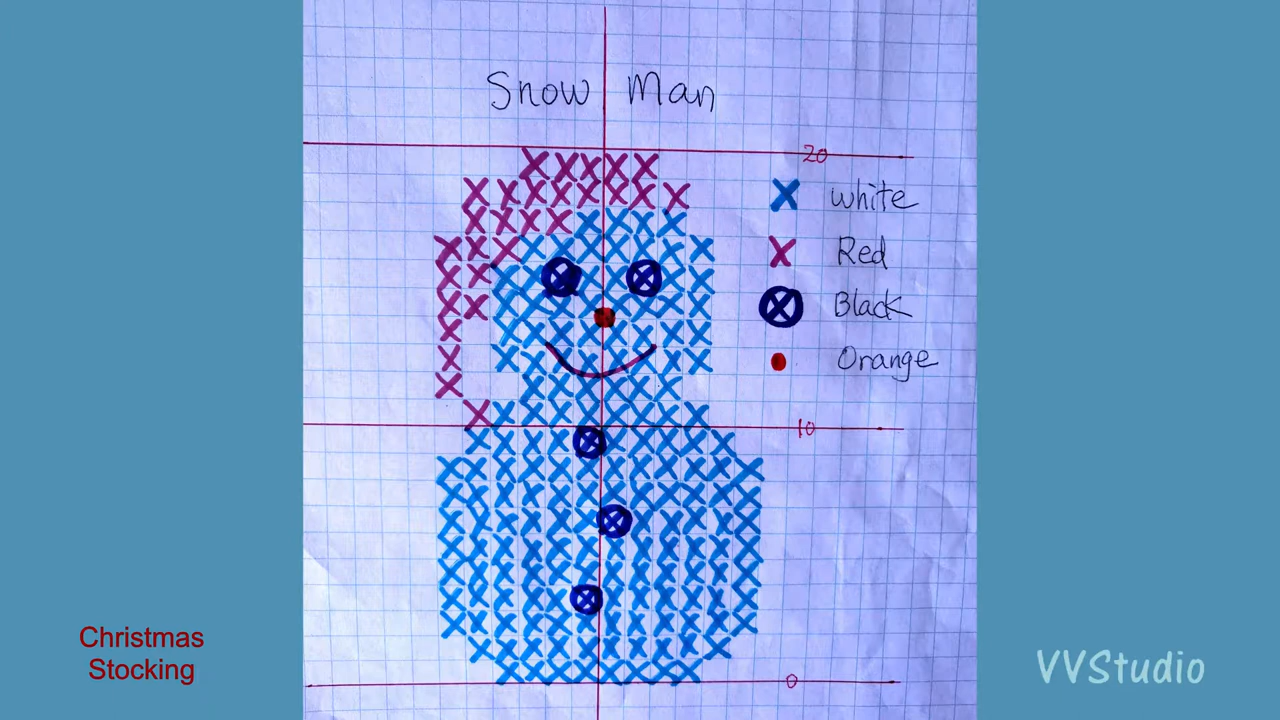 Snow Man
20
white
Red
Black
Orange
10
0
Christmas
Stocking
VVStudio